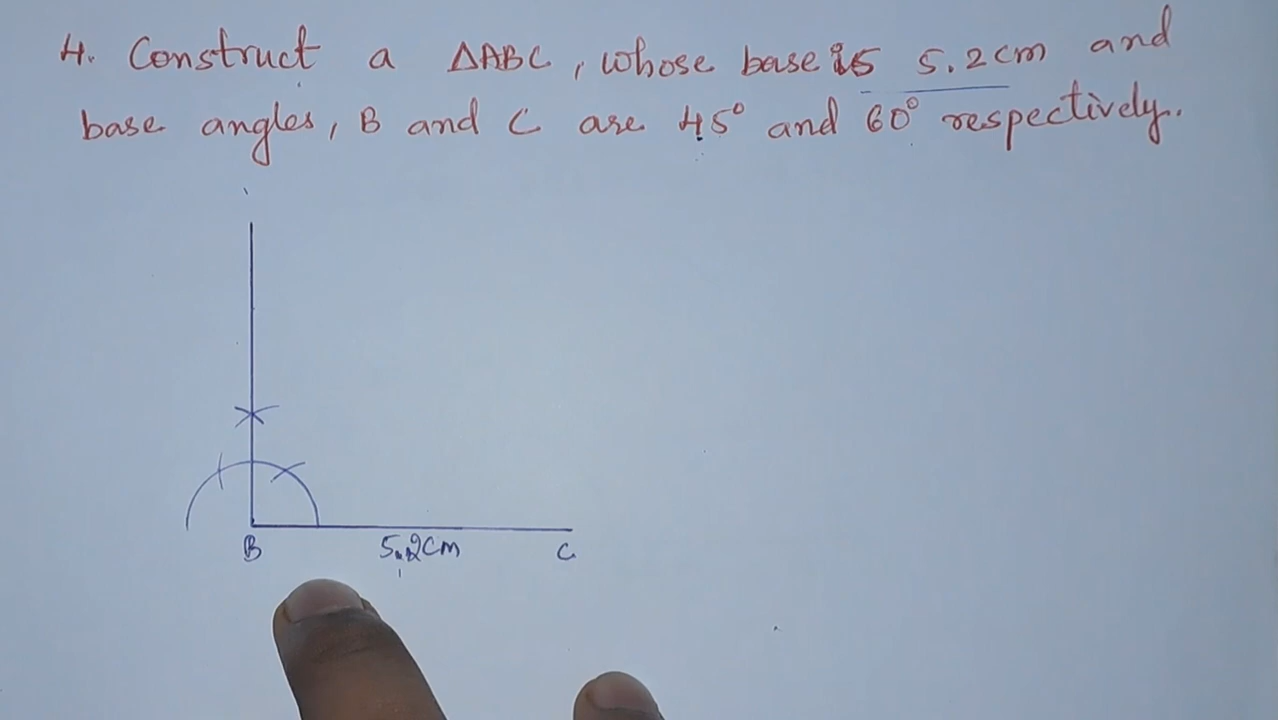 4. Construct a ΔABC, whose base is 5.2cm and
base angles, B and C are 45° and 60° respectively.
B 5.2cm C